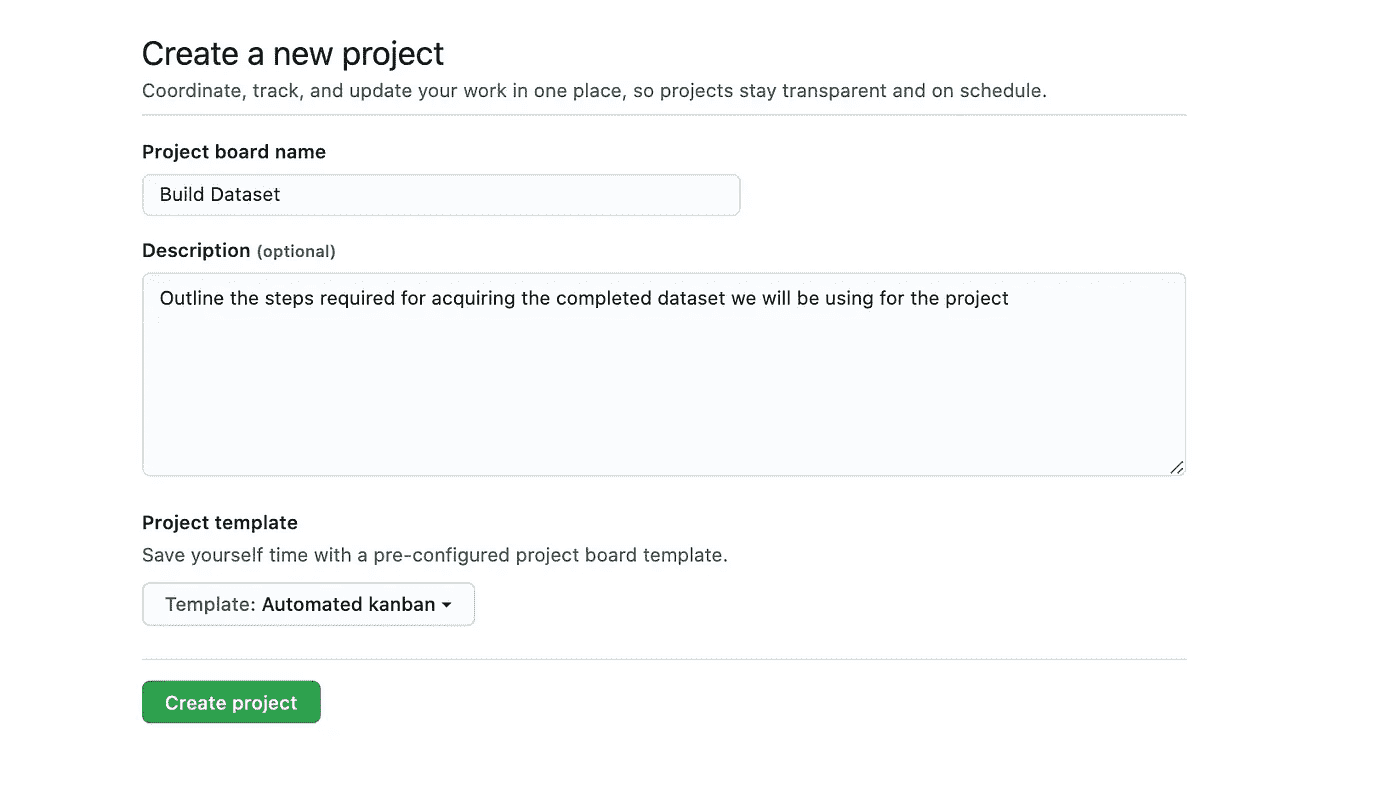 Create a new project
Coordinate, track, and update your work in one place, so projects stay transparent and on schedule.
Project board name
Build Dataset
Description (optional)
Outline the steps required for acquiring the completed dataset we will be using for the project
Project template
Save yourself time with a pre-configured project board template.
Template: Automated kanban
Create project